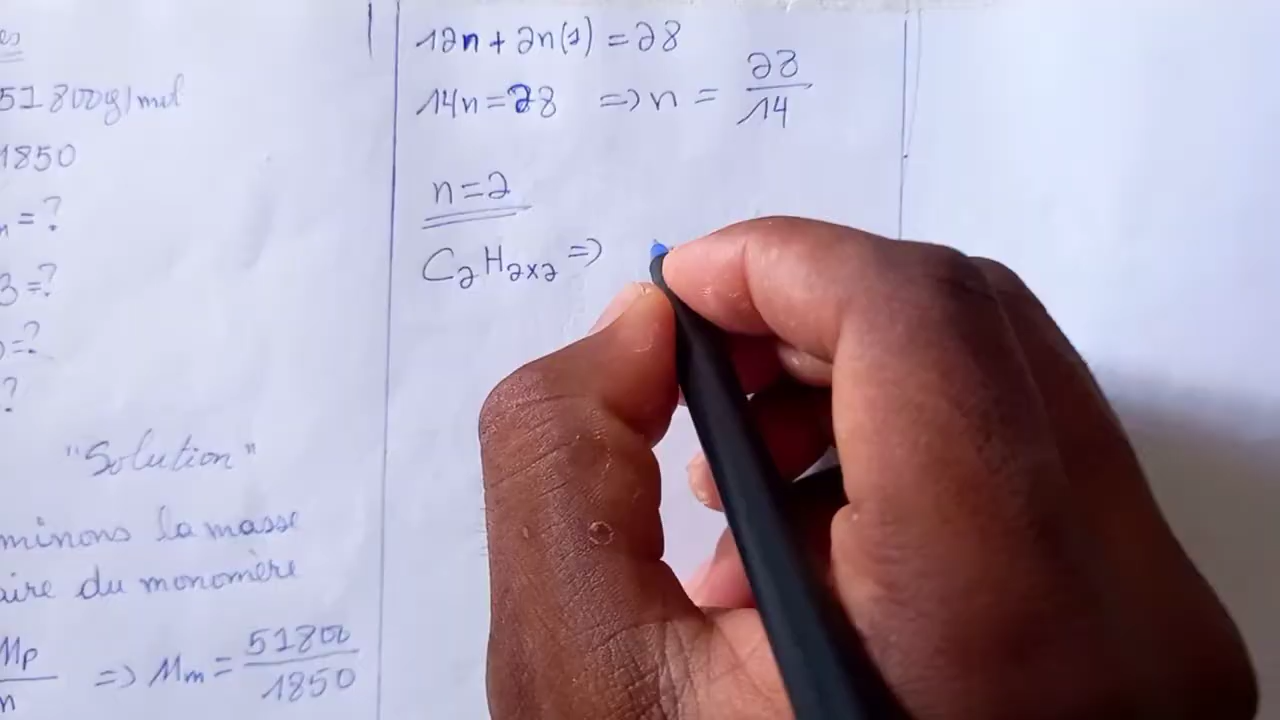 es
51800g/mol
1850
n=?
3=?
=?
?
"Solution"
minons la masse
aire du monomère
Mp
n
=> Mm = 51800
1850
12n + 2n(1) = 28
14n = 28 => n = 28
14
n=2
C₂H₂ₓ₂ =>